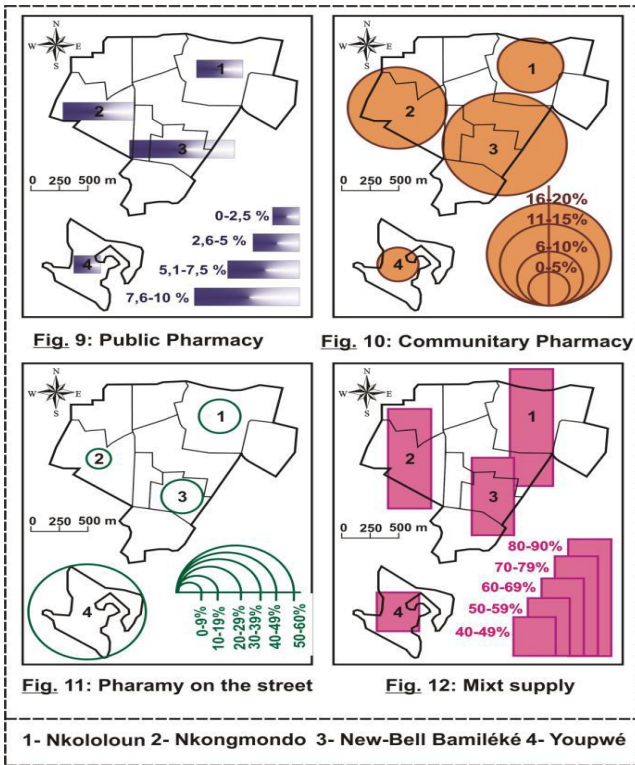 N
W E
S
1
2
3
0 250 500 m
4
0-2,5 %
2,6-5 %
5,1-7,5 %
7,6-10 %
Fig. 9: Public Pharmacy
N
W E
S
1
2
3
0 250 500 m
4
16-20%
11-15%
6-10%
0-5%
Fig. 10: Communitary Pharmacy
N
W E
S
1
2
3
0 250 500 m
4
0-9%
10-19%
20-29%
30-39%
40-49%
50-60%
Fig. 11: Pharamy on the street
N
W E
S
1
2
3
0 250 500 m
4
80-90%
70-79%
60-69%
50-59%
40-49%
Fig. 12: Mixt supply
1- Nkololoun 2- Nkongmondo 3- New-Bell Bamiléké 4- Youpwé